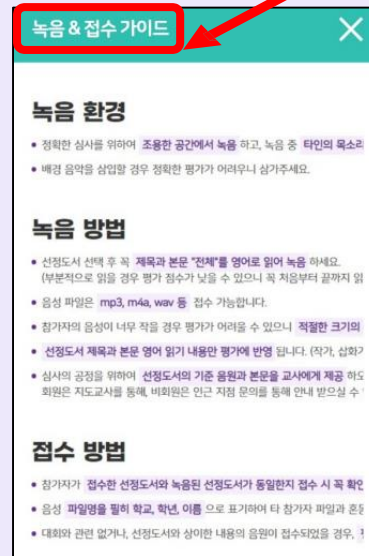 녹음 & 접수 가이드
녹음 환경
• 정확한 심사를 위하여 조용한 공간에서 녹음 하고, 녹음 중 타인의 목소리
• 배경 음악을 삽입할 경우 정확한 평가가 어려우니 삼가주세요.
녹음 방법
• 선정도서 선택 후 꼭 제목과 본문 "전체"를 영어로 읽어 녹음 하세요.
(부분적으로 읽을 경우 평가 점수가 낮을 수 있으니 꼭 처음부터 끝까지 읽
• 음성 파일은 mp3, m4a, wav 등 접수 가능합니다.
• 참가자의 음성이 너무 작을 경우 평가가 어려울 수 있으니 적절한 크기의
• 선정도서 제목과 본문 영어 읽기 내용만 평가에 반영 됩니다. (작가, 삽화가
• 심사의 공정을 위하여 선정도서의 기준 음원과 본문을 교사에게 제공 하오
회원은 지도교사를 통해, 비회원은 인근 지점 문의를 통해 안내 받으실 수
접수 방법
• 참가자가 접수한 선정도서와 녹음된 선정도서가 동일한지 접수 시 꼭 확인
• 음성 파일명을 필히 학교, 학년, 이름 으로 표기하여 타 참가자 파일과 혼동
• 대회와 관련 없거나, 선정도서와 상이한 내용의 음원이 접수되었을 경우,